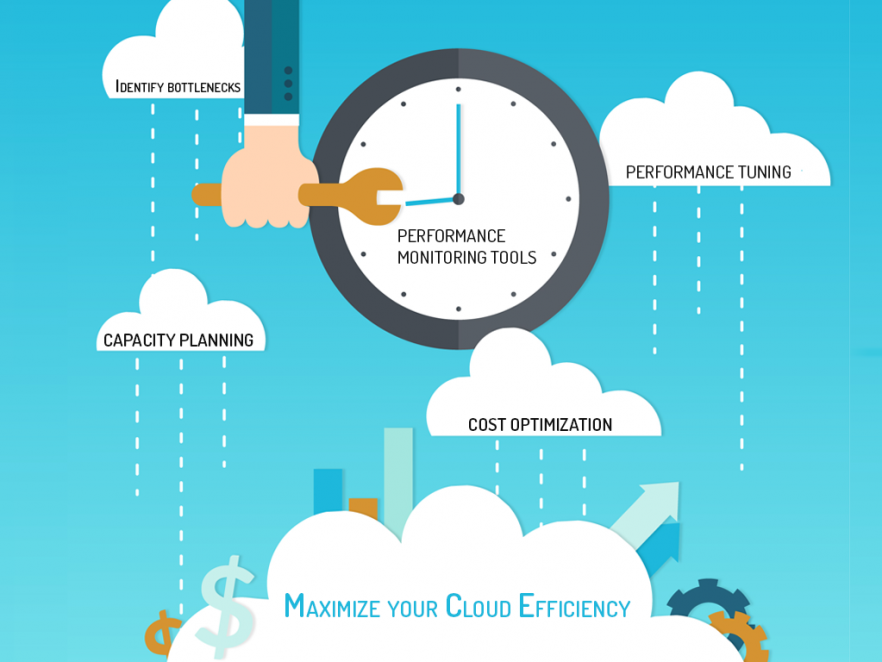 Identify bottlenecks
PERFORMANCE TUNING
PERFORMANCE
MONITORING TOOLS
CAPACITY PLANNING
COST OPTIMIZATION
Maximize your Cloud Efficiency